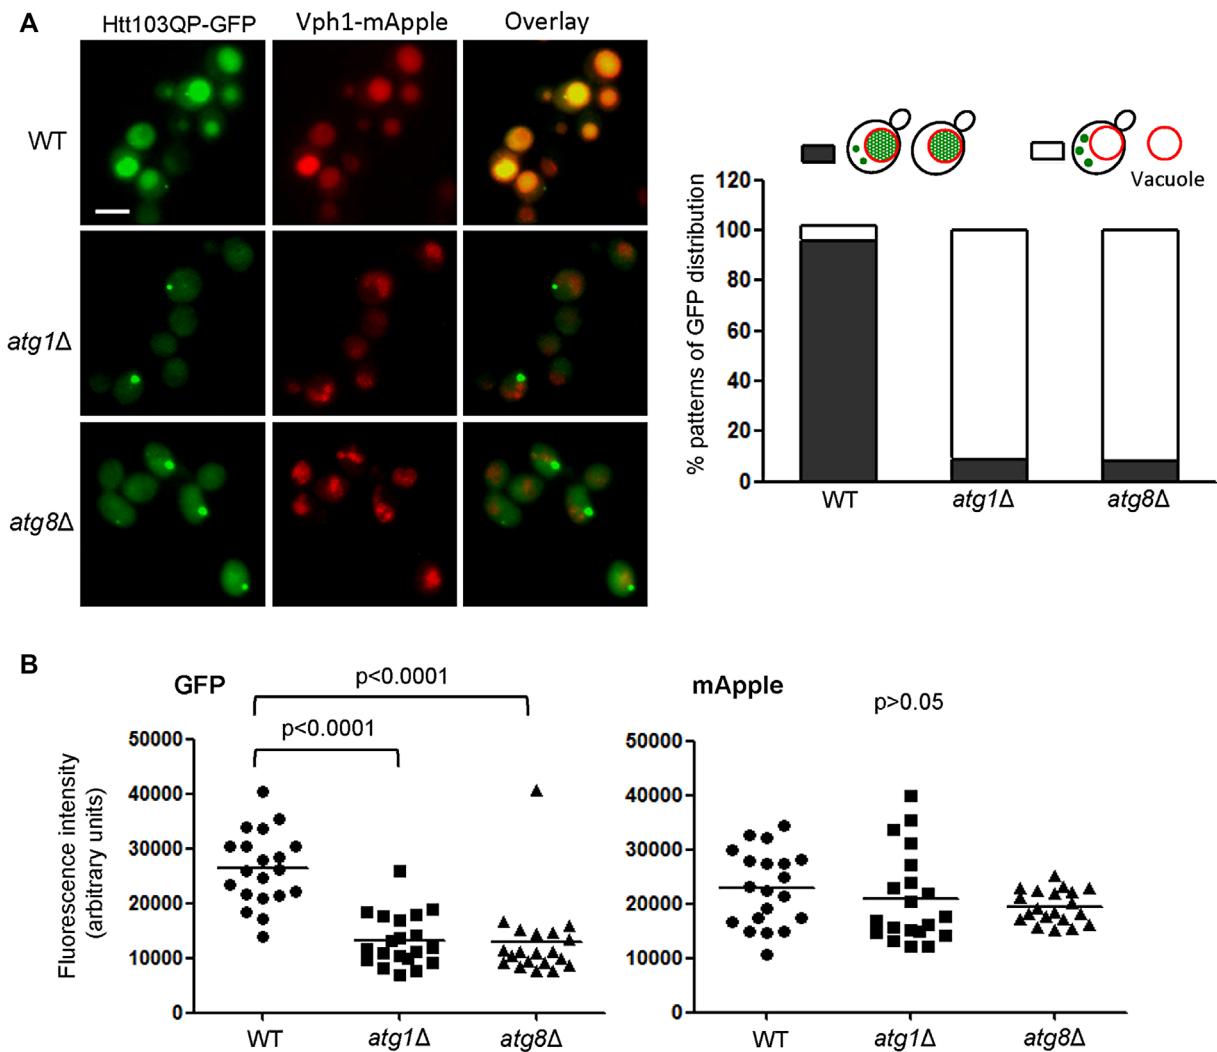 A
Htt103QP-GFP Vph1-mApple Overlay
WT
atg1Δ
atg8Δ
Vacuole
% patterns of GFP distribution
120
100
80
60
40
20
0
WT atg1Δ atg8Δ
B
GFP
p<0.0001
p<0.0001
Fluorescence intensity
(arbitrary units)
50000
40000
30000
20000
10000
0
WT atg1Δ atg8Δ
mApple
p>0.05
50000
40000
30000
20000
10000
0
WT atg1Δ atg8Δ